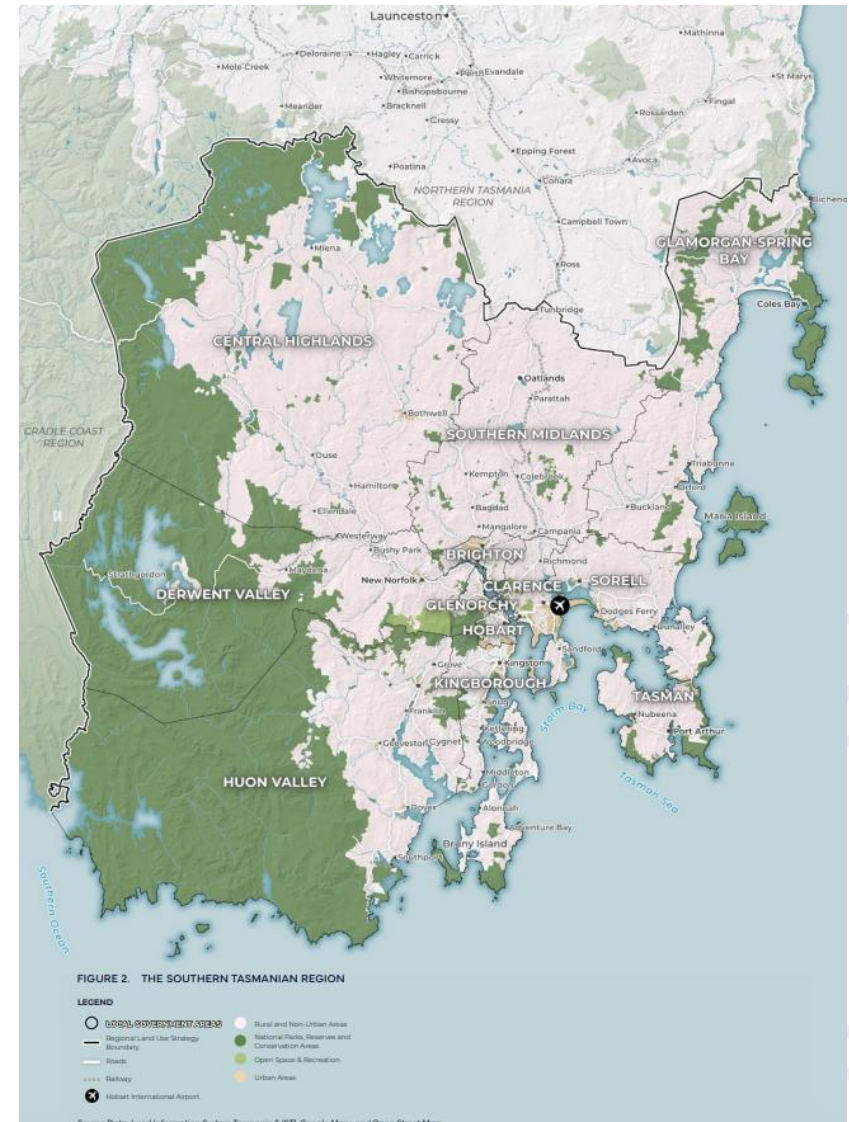 Launceston
Mathinna
Deloraine
Hagley
Carrick
Mole Creek
Whitemore
Perth
Evandale
St Marys
Bishopsbourne
Meander
Bracknell
Fingal
Rossarden
Cressy
Epping Forest
Avoca
Poatina
Conara
NORTHERN TASMANIA
REGION
Campbell Town
GLAMORGAN-SPRING
BAY
Miena
Ross
Coles Bay
Tunbridge
CENTRAL HIGHLANDS
Oatlands
Parattah
Bothwell
CRADLE COAST
REGION
SOUTHERN MIDLANDS
Ouse
Triabunna
Kempton
Colebrook
Hamilton
Orford
Bagdad
Buckland
Maria Island
Ellendale
Mangalore
Campania
Westerway
Bushy Park
BRIGHTON
Richmond
Strathgordon
Maydena
New Norfolk
CLARENCE
SORELL
DERWENT VALLEY
GLENORCHY
Dodges Ferry
HOBART
Dunalley
Sandford
Grove
Kingston
KINGBOROUGH
TASMAN
Snug
Storm Bay
Franklin
Nubeena
Kettering
Port Arthur
Geeveston
Cygnet
Woodbridge
HUON VALLEY
Middleton
Gordon
Tasman Sea
Dover
Alonnah
Adventure Bay
Bruny Island
Southport
Southern Ocean
FIGURE 2. THE SOUTHERN TASMANIAN REGION
LEGEND
LOCAL GOVERNMENT AREAS
Rural and Non-Urban Areas
Regional Land Use Strategy
Boundary
National Parks, Reserves and
Conservation Areas
Roads
Open Space & Recreation
Railway
Urban Areas
Hobart International Airport